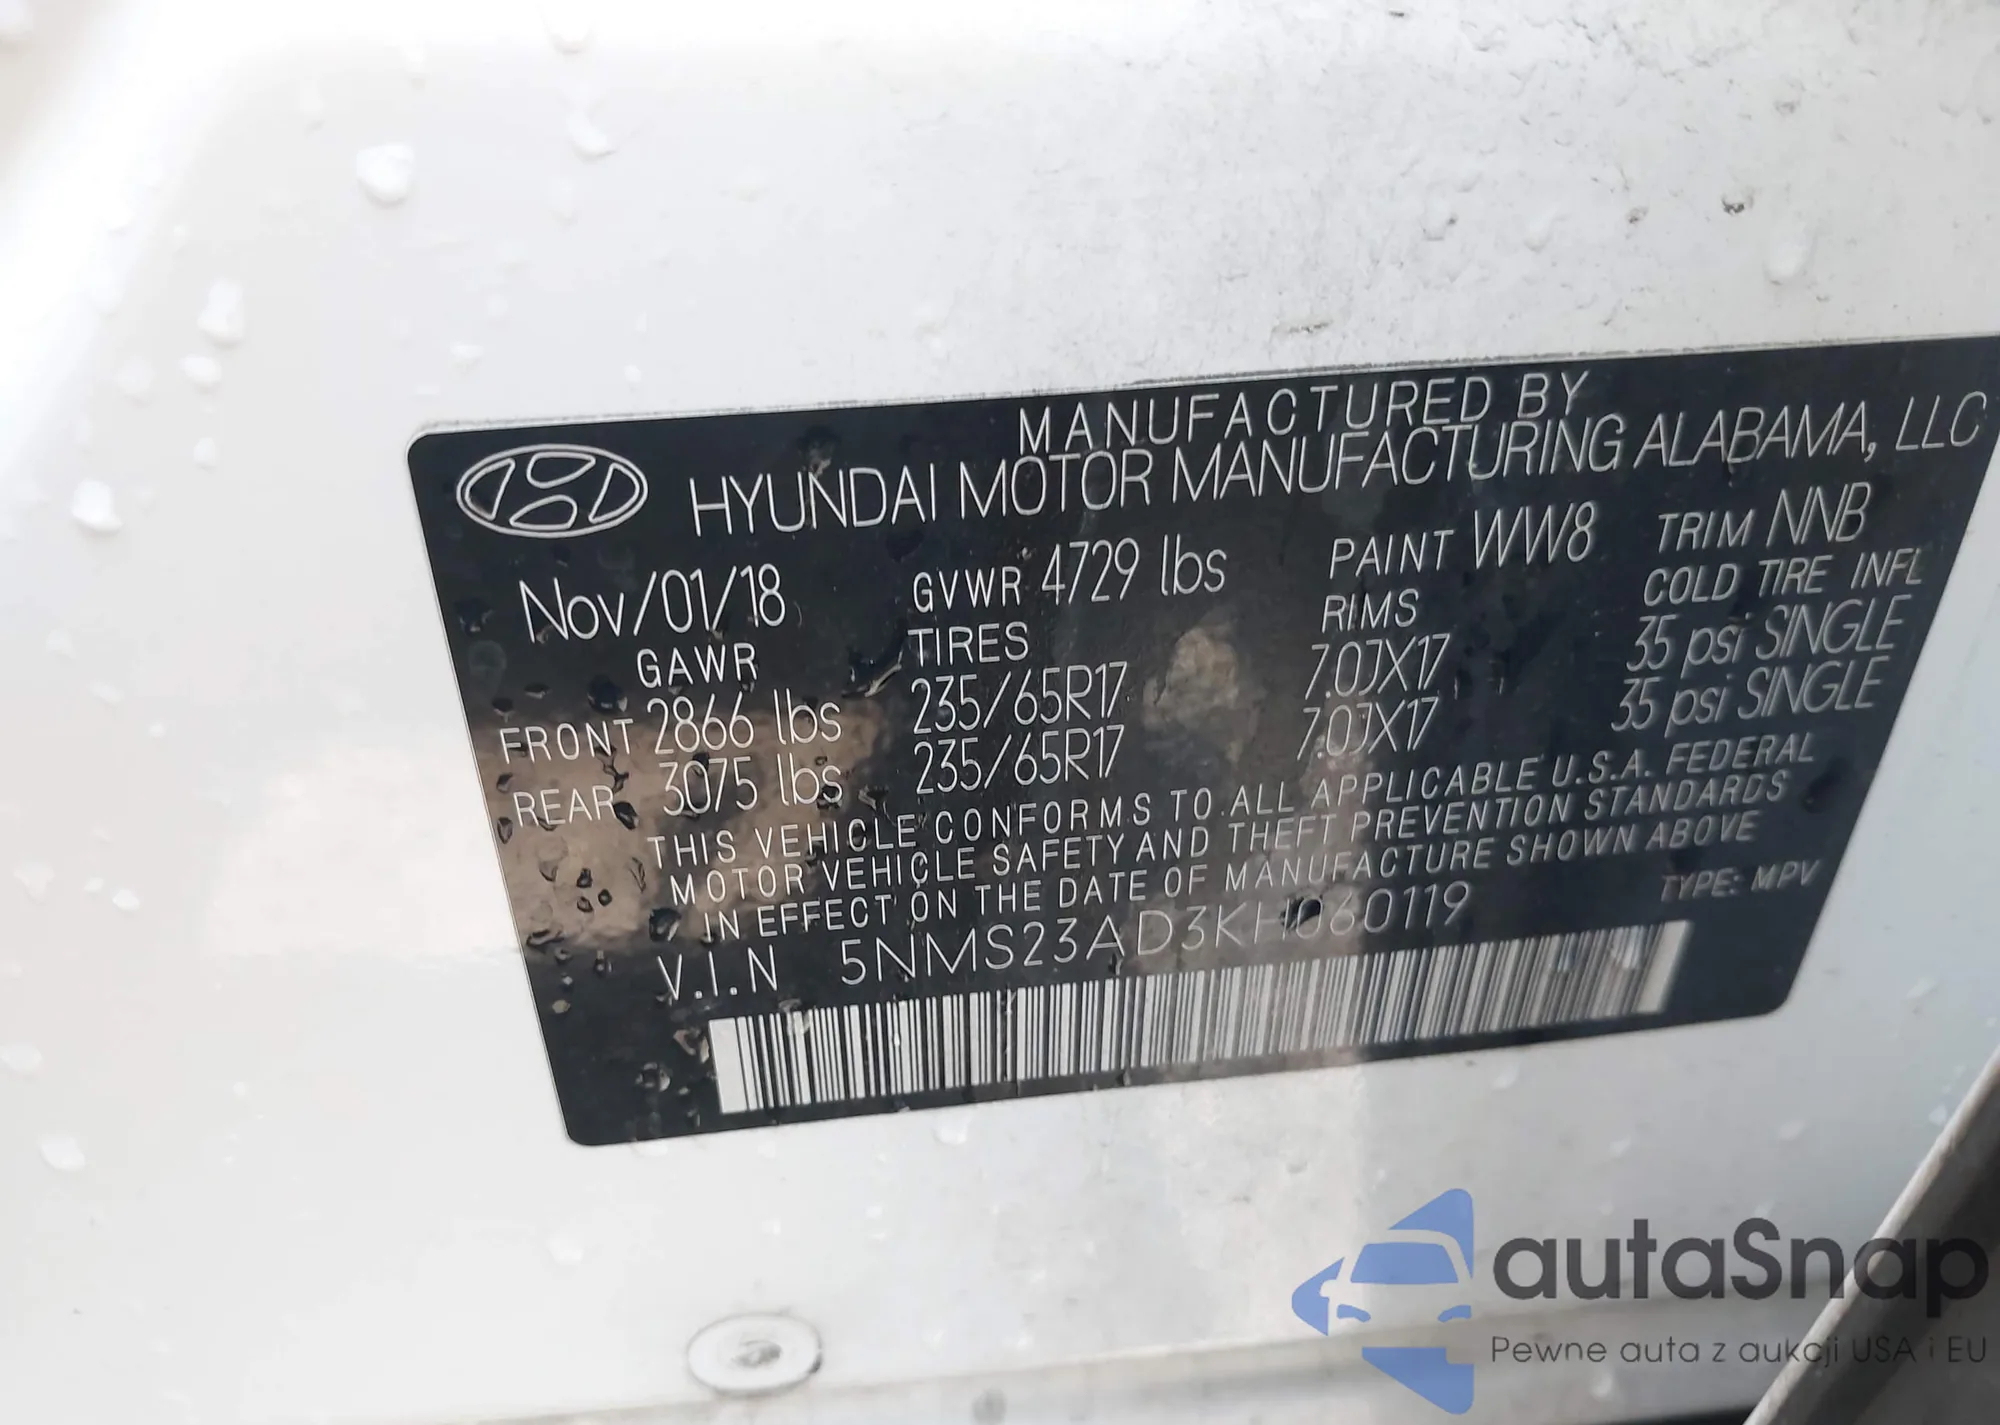 MANUFACTURED BY
HYUNDAI MOTOR MANUFACTURING ALABAMA, LLC
Nov/01/18 GVWR 4729 lbs PAINT WW8 TRIM NNB
GAWR TIRES RIMS COLD TIRE INFL
FRONT 2866 lbs 235/65R17 7.0JX17 35 psi SINGLE
REAR 3075 lbs 235/65R17 7.0JX17 35 psi SINGLE
THIS VEHICLE CONFORMS TO ALL APPLICABLE U.S.A. FEDERAL
MOTOR VEHICLE SAFETY AND THEFT PREVENTION STANDARDS
IN EFFECT ON THE DATE OF MANUFACTURE SHOWN ABOVE
V.I.N 5NMS23AD3KH060119 TYPE: MPV
autaSnap
Pewne auta z aukcji USA i EU